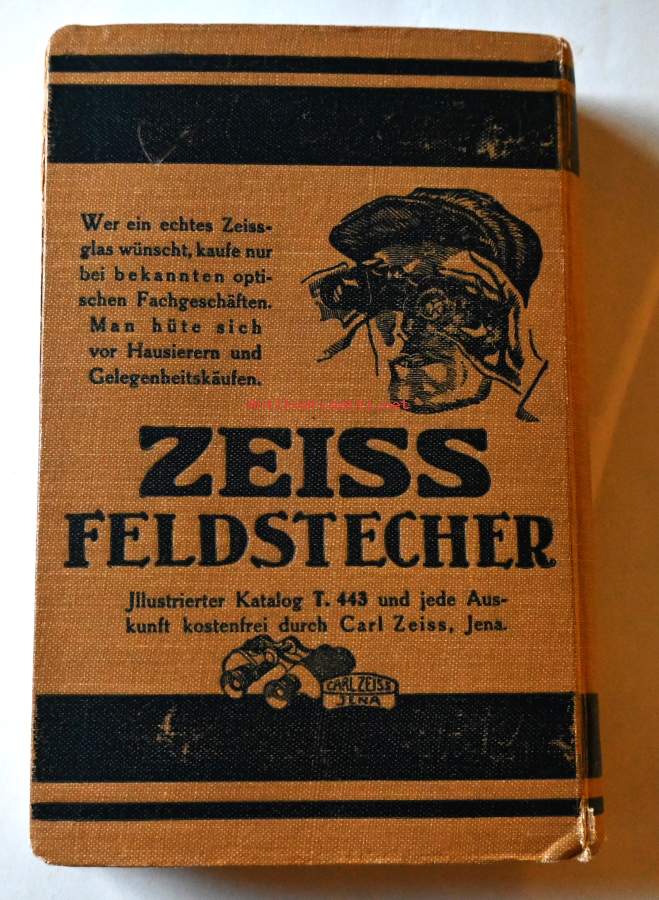 Wer ein echtes Zeiss-
glas wünscht, kaufe nur
bei bekannten opti-
schen Fachgeschäften.
Man hüte sich
vor Hausierern und
Gelegenheitskäufen.
ZEISS
FELDSTECHER
Jllustrierter Katalog T. 443 und jede Aus-
kunft kostenfrei durch Carl Zeiss, Jena.
CARL ZEISS
JENA